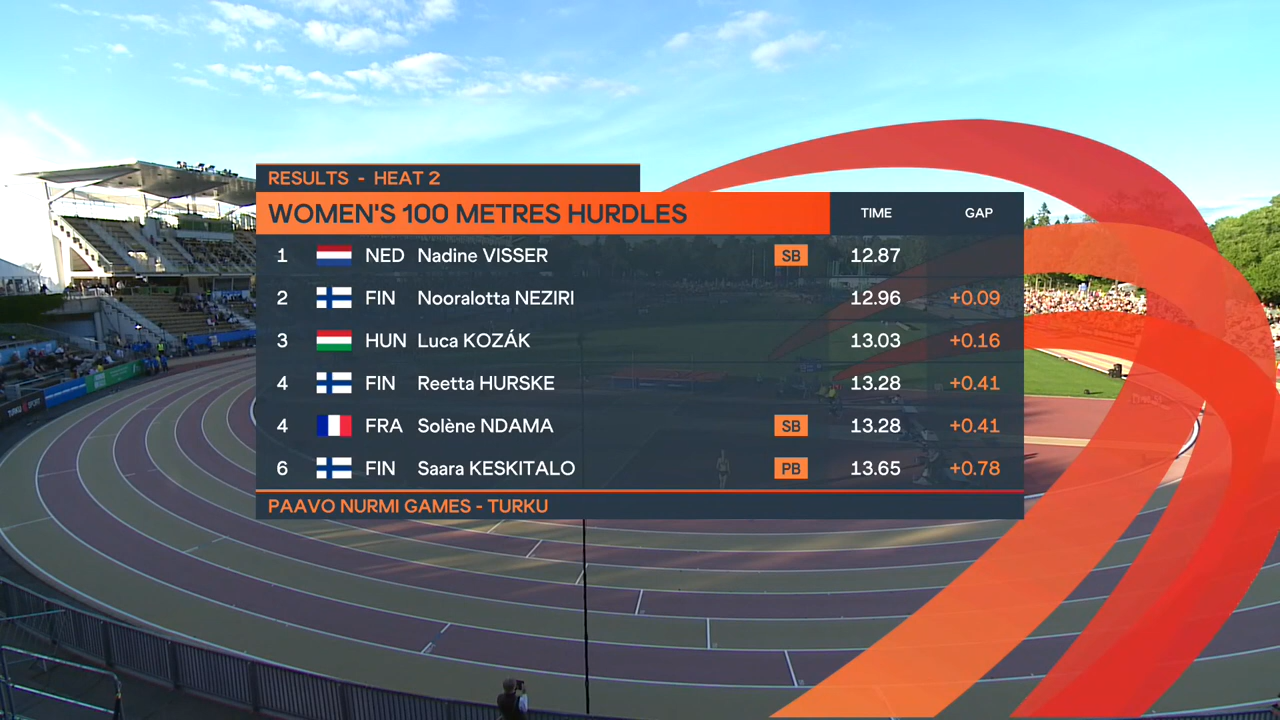 RESULTS - HEAT 2
WOMEN'S 100 METRES HURDLES TIME GAP
1 NED Nadine VISSER SB 12.87
2 FIN Nooralotta NEZIRI 12.96 +0.09
3 HUN Luca KOZÁK 13.03 +0.16
4 FIN Reetta HURSKE 13.28 +0.41
4 FRA Solène NDAMA SB 13.28 +0.41
6 FIN Saara KESKITALO PB 13.65 +0.78
PAAVO NURMI GAMES - TURKU